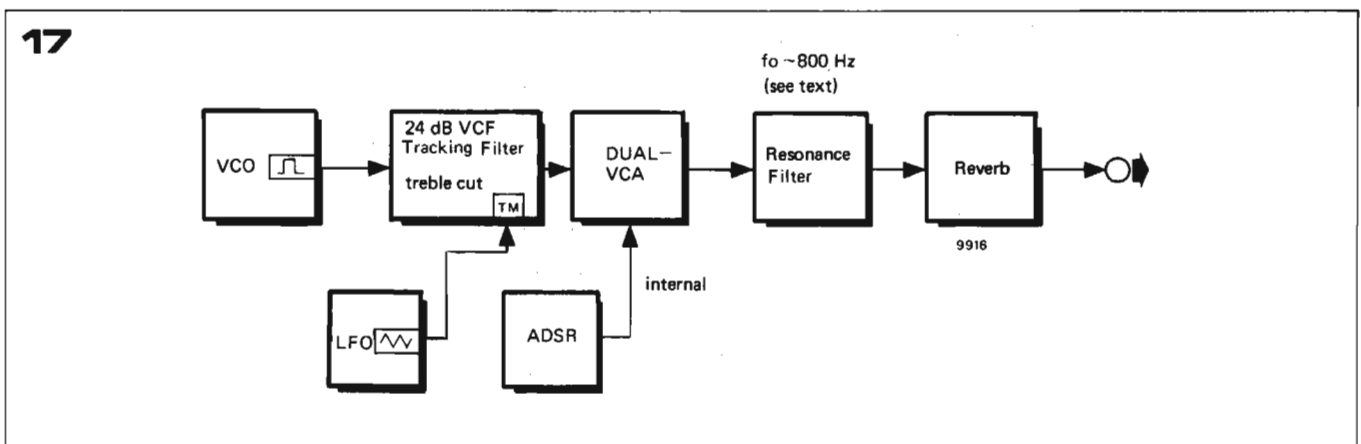 17
fo ~800 Hz
(see text)
VCO
24 dB VCF
Tracking Filter
treble cut
TM
DUAL-
VCA
Resonance
Filter
Reverb
9916
internal
LFO
ADSR